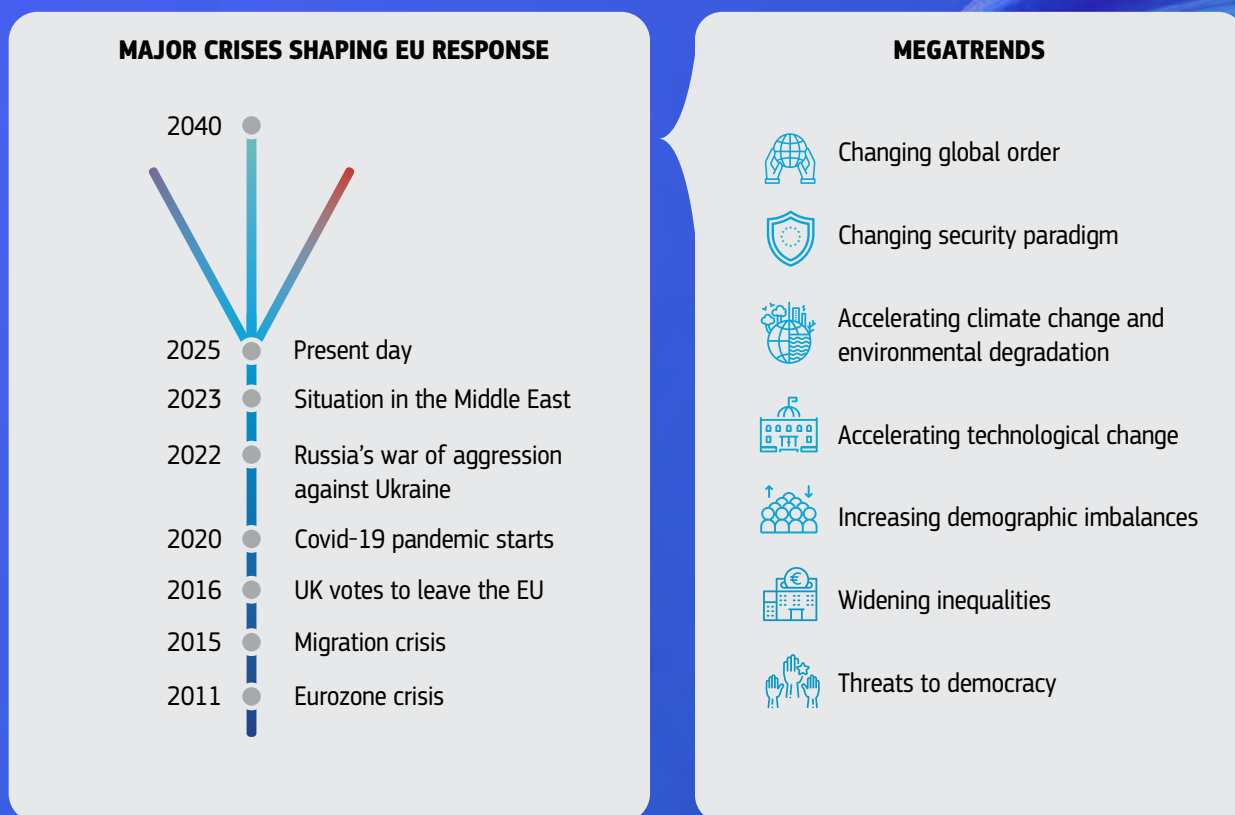 MAJOR CRISES SHAPING EU RESPONSE
2040
2025 Present day
2023 Situation in the Middle East
2022 Russia's war of aggression
against Ukraine
2020 Covid-19 pandemic starts
2016 UK votes to leave the EU
2015 Migration crisis
2011 Eurozone crisis
MEGATRENDS
Changing global order
Changing security paradigm
Accelerating climate change and
environmental degradation
Accelerating technological change
Increasing demographic imbalances
€
Widening inequalities
Threats to democracy